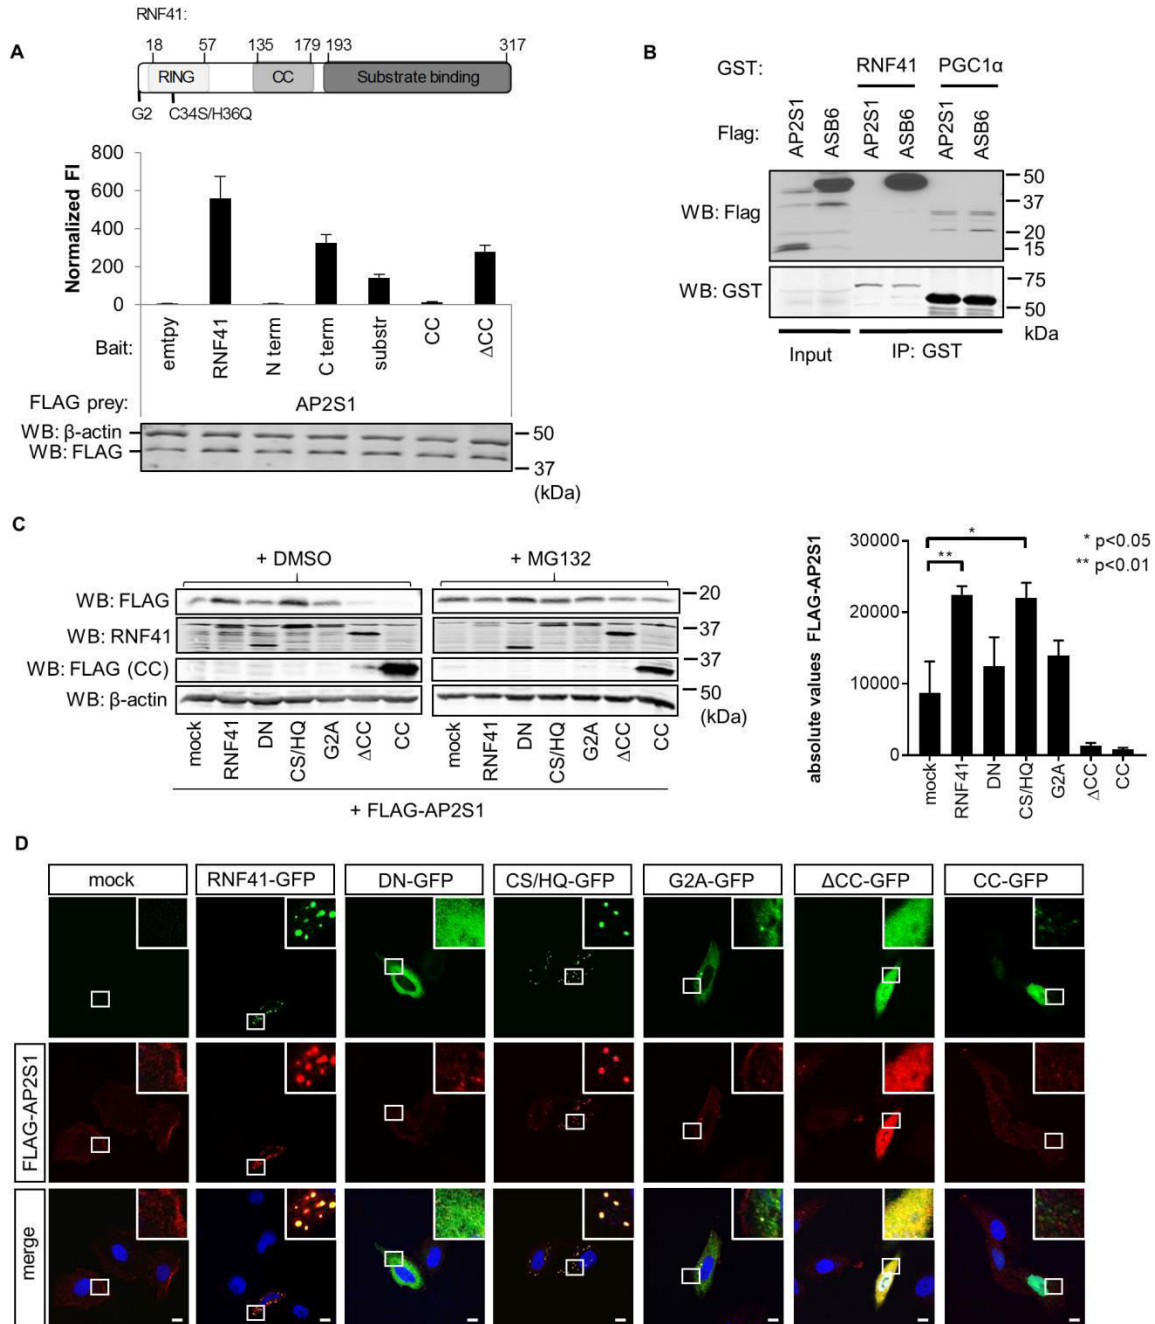 RNF41:
A
18 57 135 179 193 317
RING CC Substrate binding
G2 C34S/H36Q
Normalized FI
800
600
400
200
0
Bait: emtpy RNF41 N term C term substr CC ΔCC
FLAG prey: AP2S1
WB: β-actin 50
WB: FLAG
37
(kDa)
B
GST: RNF41 PGC1α
Flag: AP2S1 ASB6 AP2S1 ASB6 AP2S1 ASB6
WB: Flag
50
37
20
15
WB: GST
75
50
kDa
Input IP: GST
C
+ DMSO + MG132
WB: FLAG 20
WB: RNF41 37
WB: FLAG (CC) 37
WB: β-actin 50
(kDa)
mock RNF41 DN CS/HQ G2A ΔCC CC mock RNF41 DN CS/HQ G2A ΔCC CC
+ FLAG-AP2S1
absolute values FLAG-AP2S1
30000
20000
10000
0
*
**
* p<0.05
** p<0.01
mock RNF41 DN CS/HQ G2A ΔCC CC
D
mock RNF41-GFP DN-GFP CS/HQ-GFP G2A-GFP ΔCC-GFP CC-GFP
FLAG-AP2S1
merge